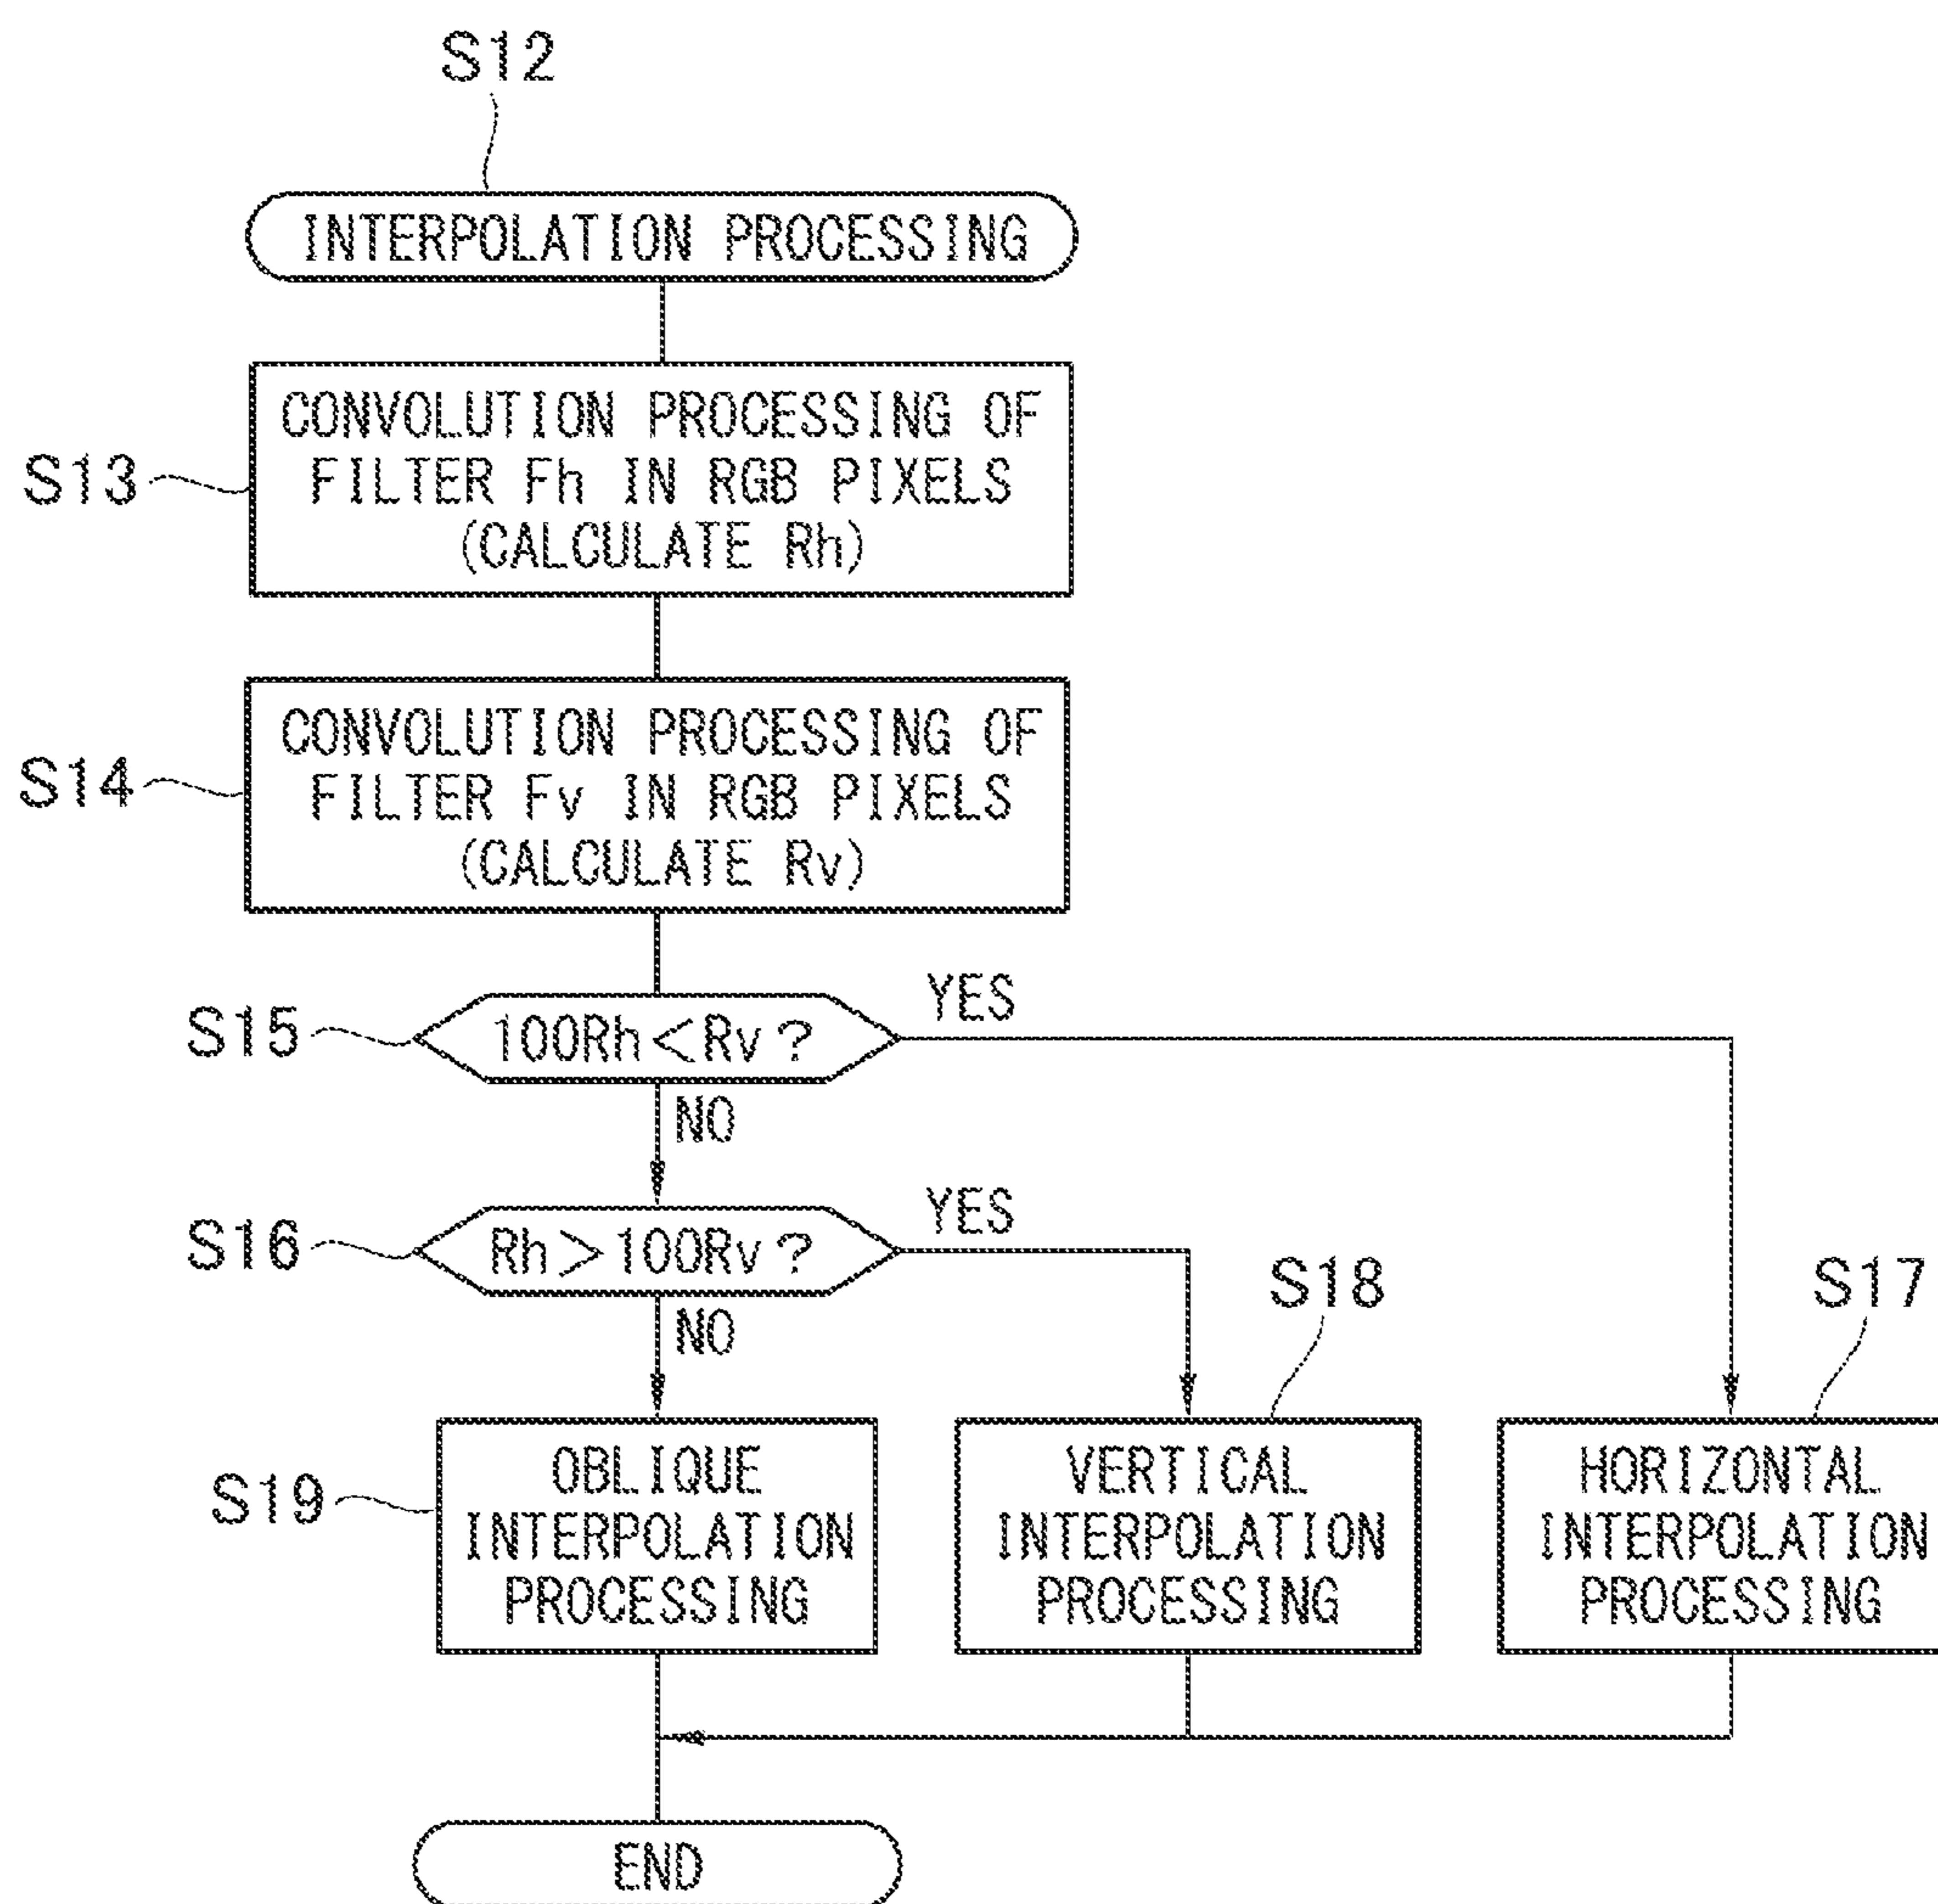 S12
INTERPOLATION PROCESSING
S13
CONVOLUTION PROCESSING OF
FILTER Fh IN RGB PIXELS
(CALCULATE Rh)
S14
CONVOLUTION PROCESSING OF
FILTER Fv IN RGB PIXELS
(CALCULATE Rv)
S15
100Rh<Rv?
YES
NO
S16
Rh>100Rv?
YES
NO
S18
S17
S19
OBLIQUE
INTERPOLATION
PROCESSING
VERTICAL
INTERPOLATION
PROCESSING
HORIZONTAL
INTERPOLATION
PROCESSING
END